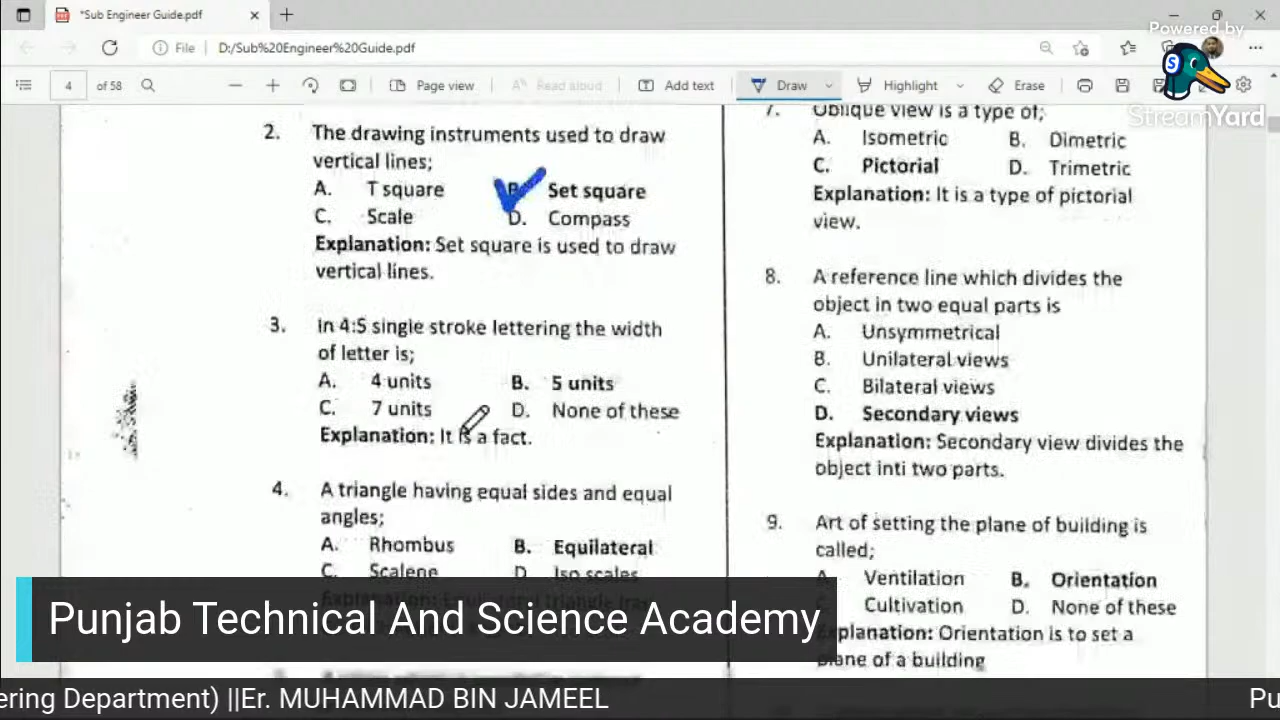 *Sub Engineer Guide.pdf
File D:/Sub%20Engineer%20Guide.pdf
Powered by
StreamYard
4 of 58 Page view Read aloud Add text Draw Highlight Erase
2. The drawing instruments used to draw
vertical lines;
A. T square B. Set square
C. Scale D. Compass
Explanation: Set square is used to draw
vertical lines.
3. In 4:5 single stroke lettering the width
of letter is;
A. 4 units B. 5 units
C. 7 units D. None of these
Explanation: It is a fact.
4. A triangle having equal sides and equal
angles;
A. Rhombus B. Equilateral
C. Scalene D. Iso scales
7. Oblique view is a type of;
A. Isometric B. Dimetric
C. Pictorial D. Trimetric
Explanation: It is a type of pictorial
view.
8. A reference line which divides the
object in two equal parts is
A. Unsymmetrical
B. Unilateral views
C. Bilateral views
D. Secondary views
Explanation: Secondary view divides the
object inti two parts.
9. Art of setting the plane of building is
called;
A. Ventilation B. Orientation
C. Cultivation D. None of these
Explanation: Orientation is to set a
plane of a building
Punjab Technical And Science Academy
ering Department) ||Er. MUHAMMAD BIN JAMEEL Pu